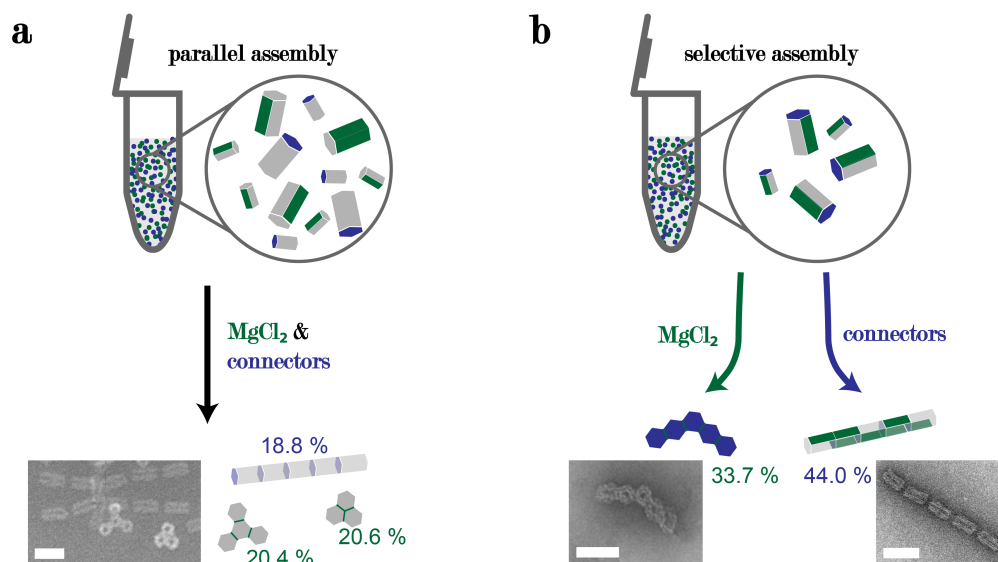 a
parallel assembly
MgCl₂ &
connectors
18.8 %
20.6 %
20.4 %
b
selective assembly
MgCl₂
connectors
33.7 %
44.0 %